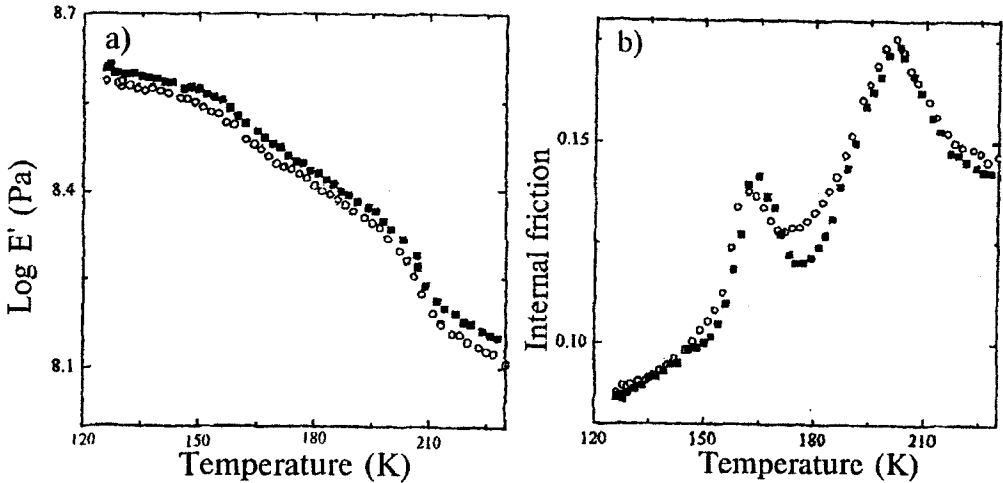 8.7
a)
8.4
8.1
Log E' (Pa)
120 150 180 210
Temperature (K)
b)
0.15
0.10
Internal friction
120 150 180 210
Temperature (K)